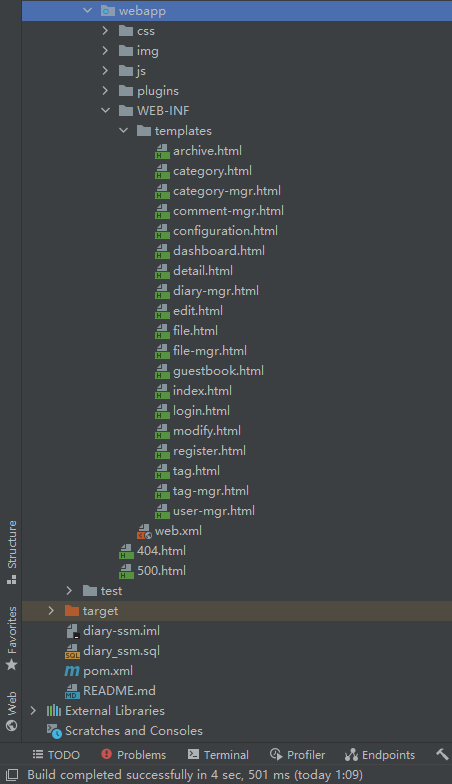 webapp
css
img
js
plugins
WEB-INF
templates
archive.html
category.html
category-mgr.html
comment-mgr.html
configuration.html
dashboard.html
detail.html
diary-mgr.html
edit.html
file.html
file-mgr.html
guestbook.html
index.html
login.html
modify.html
register.html
tag.html
tag-mgr.html
user-mgr.html
web.xml
404.html
500.html
test
target
diary-ssm.iml
diary_ssm.sql
pom.xml
README.md
External Libraries
Scratches and Consoles
Structure
Favorites
Web
TODO Problems Terminal Profiler Endpoints
Build completed successfully in 4 sec, 501 ms (today 1:09)